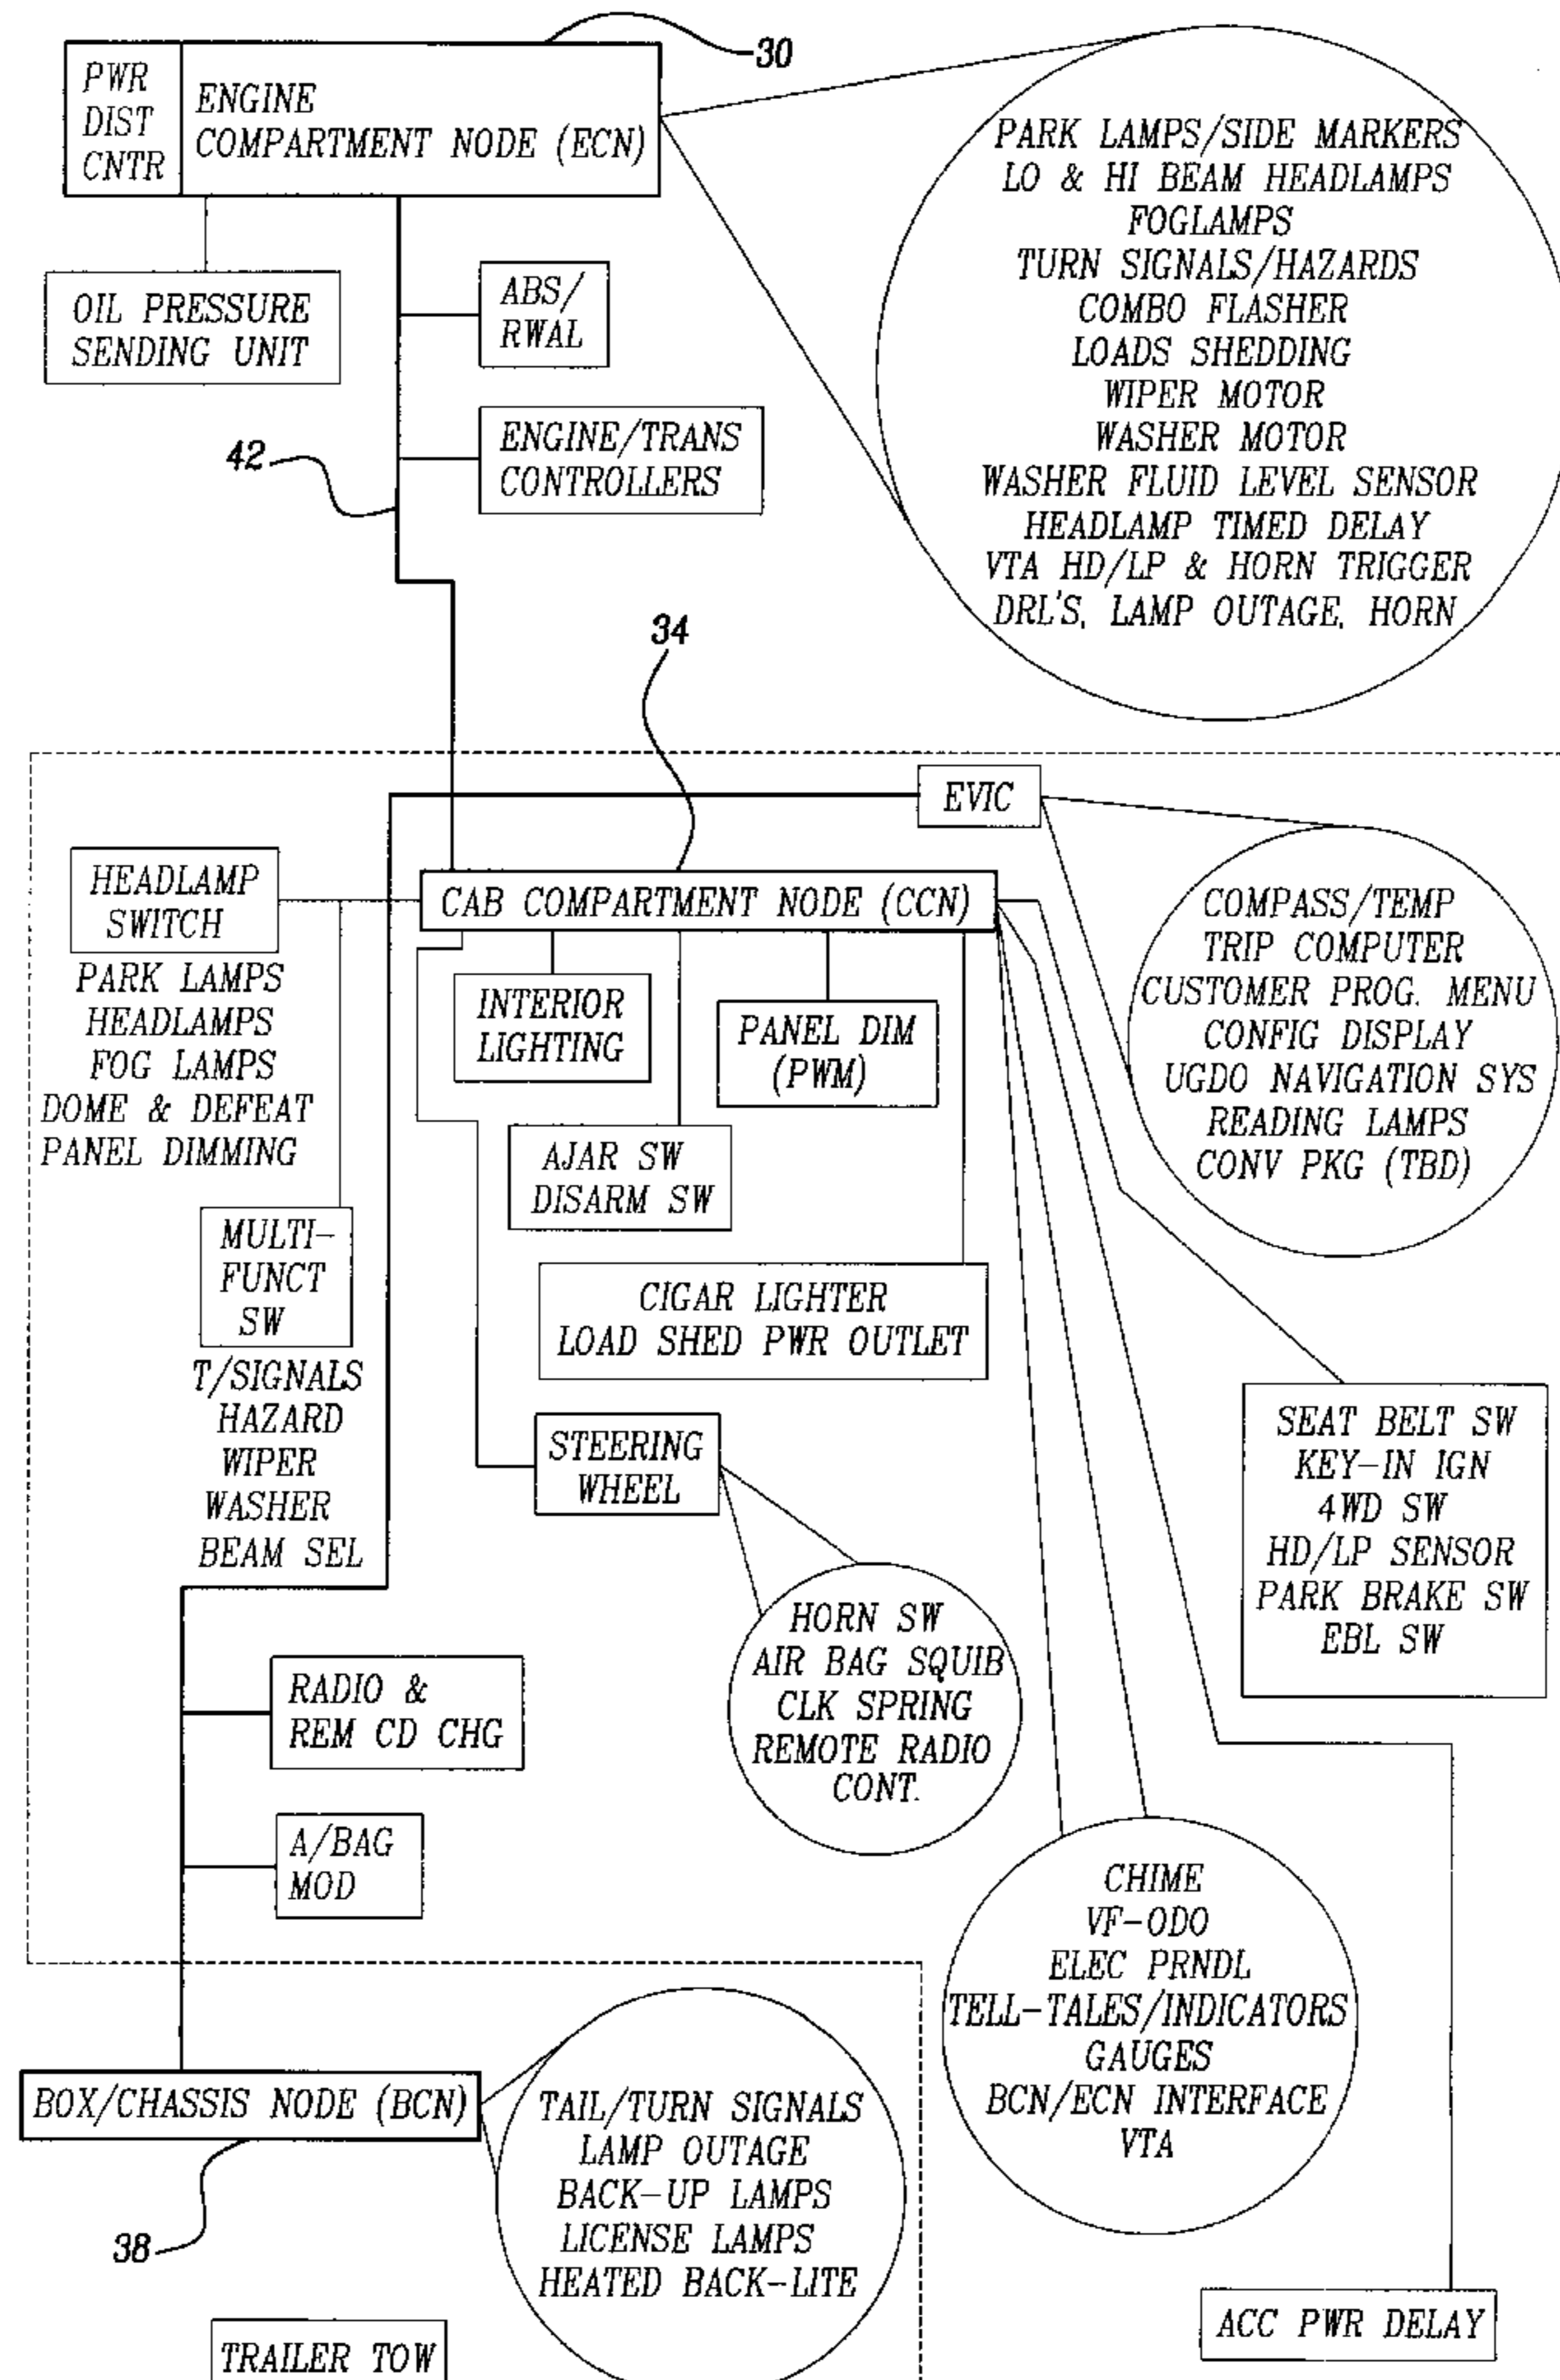 30
PWR
DIST
CNTR
ENGINE
COMPARTMENT NODE (ECN)
OIL PRESSURE
SENDING UNIT
ABS/
RWAL
ENGINE/TRANS
CONTROLLERS
42
PARK LAMPS/SIDE MARKERS
LO & HI BEAM HEADLAMPS
FOGLAMPS
TURN SIGNALS/HAZARDS
COMBO FLASHER
LOADS SHEDDING
WIPER MOTOR
WASHER MOTOR
WASHER FLUID LEVEL SENSOR
HEADLAMP TIMED DELAY
VTA HD/LP & HORN TRIGGER
DRL'S, LAMP OUTAGE, HORN
34
EVIC
COMPASS/TEMP
TRIP COMPUTER
CUSTOMER PROG. MENU
CONFIG DISPLAY
UGDO NAVIGATION SYS
READING LAMPS
CONV PKG (TBD)
HEADLAMP
SWITCH
PARK LAMPS
HEADLAMPS
FOG LAMPS
DOME & DEFEAT
PANEL DIMMING
CAB COMPARTMENT NODE (CCN)
INTERIOR
LIGHTING
PANEL DIM
(PWM)
AJAR SW
DISARM SW
MULTI-
FUNCT
SW
T/SIGNALS
HAZARD
WIPER
WASHER
BEAM SEL
CIGAR LIGHTER
LOAD SHED PWR OUTLET
STEERING
WHEEL
SEAT BELT SW
KEY-IN IGN
4WD SW
HD/LP SENSOR
PARK BRAKE SW
EBL SW
HORN SW
AIR BAG SQUIB
CLK SPRING
REMOTE RADIO
CONT.
RADIO &
REM CD CHG
A/BAG
MOD
CHIME
VF-ODO
ELEC PRNDL
TELL-TALES/INDICATORS
GAUGES
BCN/ECN INTERFACE
VTA
BOX/CHASSIS NODE (BCN)
38
TAIL/TURN SIGNALS
LAMP OUTAGE
BACK-UP LAMPS
LICENSE LAMPS
HEATED BACK-LITE
ACC PWR DELAY
TRAILER TOW